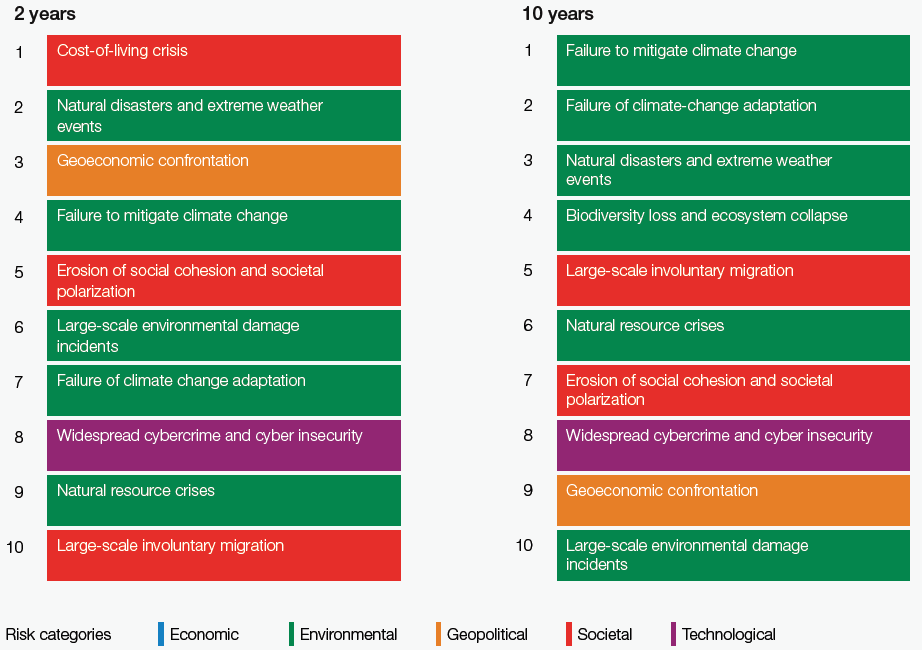 2 years
1
Cost-of-living crisis
2
Natural disasters and extreme weather
events
3
Geoeconomic confrontation
4
Failure to mitigate climate change
5
Erosion of social cohesion and societal
polarization
6
Large-scale environmental damage
incidents
7
Failure of climate change adaptation
8
Widespread cybercrime and cyber insecurity
9
Natural resource crises
10
Large-scale involuntary migration
10 years
1
Failure to mitigate climate change
2
Failure of climate-change adaptation
3
Natural disasters and extreme weather
events
4
Biodiversity loss and ecosystem collapse
5
Large-scale involuntary migration
6
Natural resource crises
7
Erosion of social cohesion and societal
polarization
8
Widespread cybercrime and cyber insecurity
9
Geoeconomic confrontation
10
Large-scale environmental damage
incidents
Risk categories
Economic
Environmental
Geopolitical
Societal
Technological